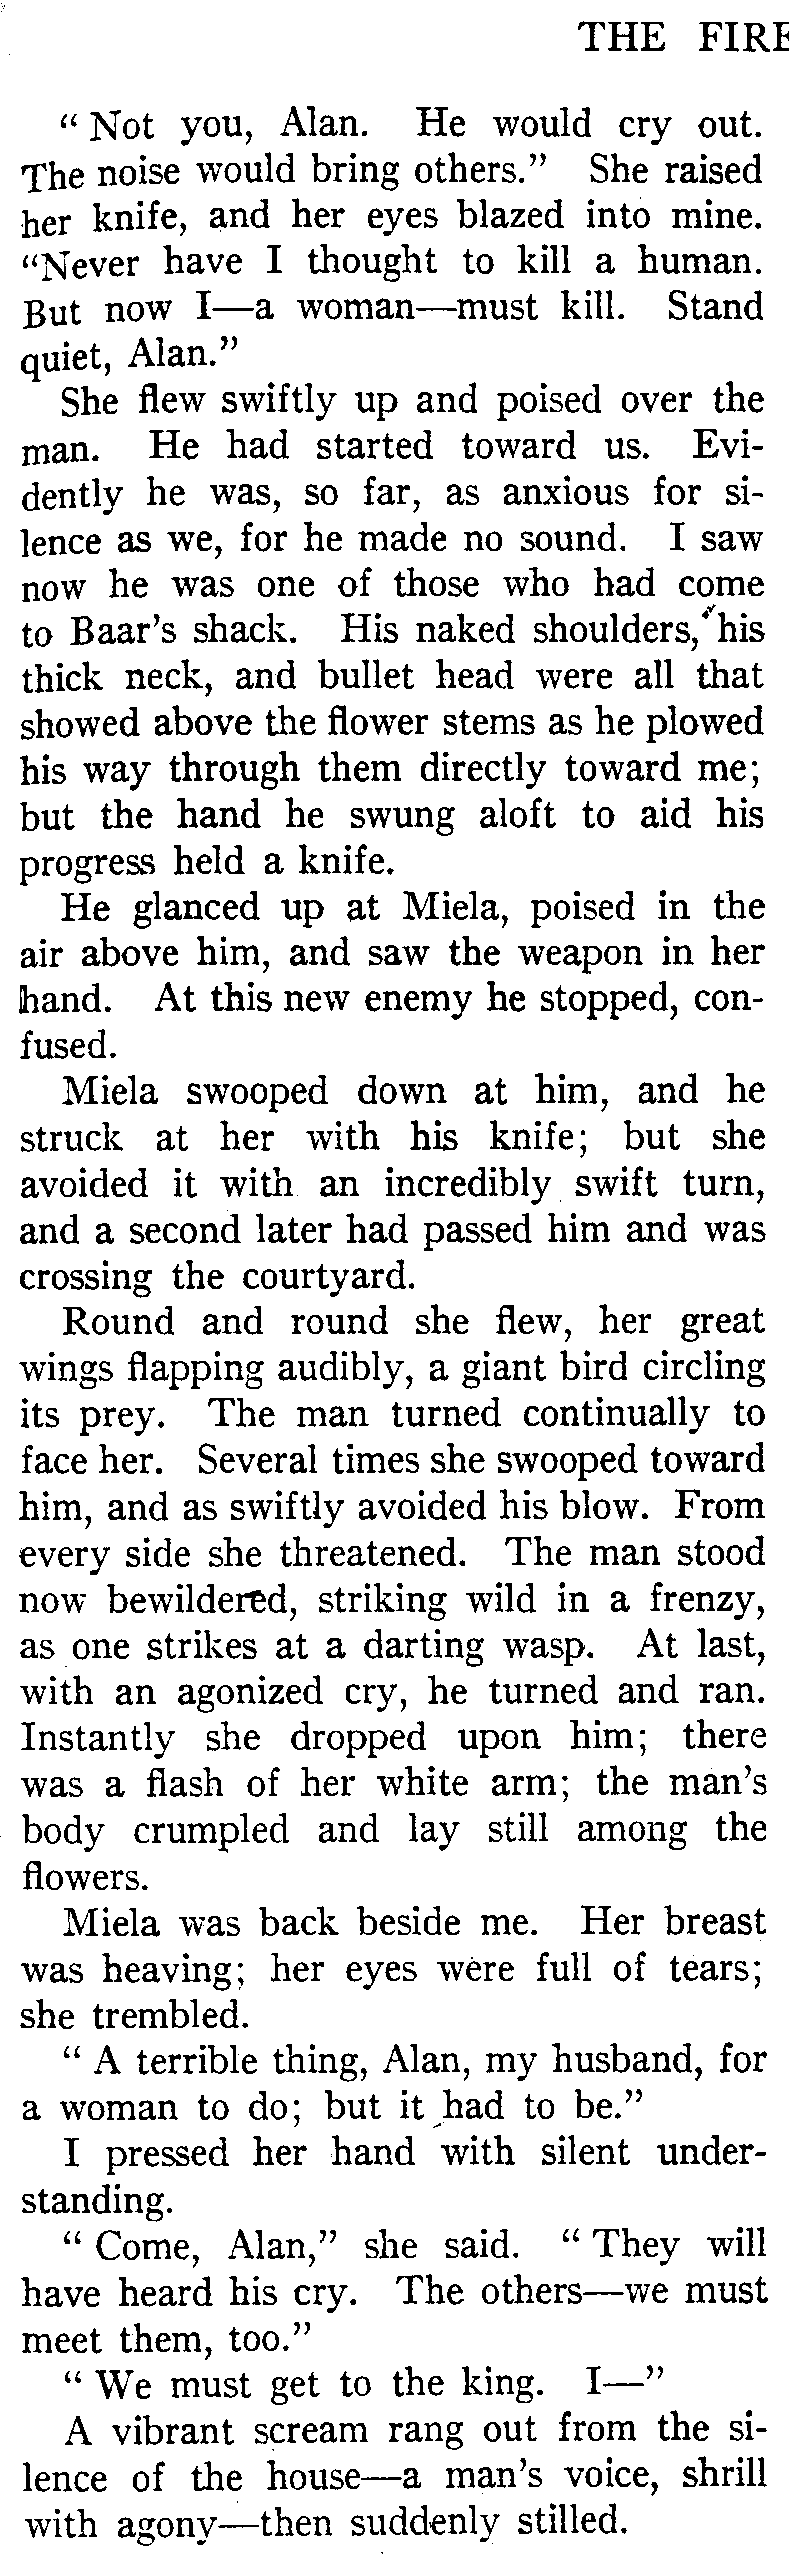 THE FIRE
“ Not you, Alan. He would cry out.
The noise would bring others.” She raised
her knife, and her eyes blazed into mine.
“Never have I thought to kill a human.
But now I—a woman—must kill. Stand
quiet, Alan.”
She flew swiftly up and poised over the
man. He had started toward us. Evi-
dently he was, so far, as anxious for si-
lence as we, for he made no sound. I saw
now he was one of those who had come
to Baar’s shack. His naked shoulders, his
thick neck, and bullet head were all that
showed above the flower stems as he plowed
his way through them directly toward me;
but the hand he swung aloft to aid his
progress held a knife.
He glanced up at Miela, poised in the
air above him, and saw the weapon in her
hand. At this new enemy he stopped, con-
fused.
Miela swooped down at him, and he
struck at her with his knife; but she
avoided it with an incredibly swift turn,
and a second later had passed him and was
crossing the courtyard.
Round and round she flew, her great
wings flapping audibly, a giant bird circling
its prey. The man turned continually to
face her. Several times she swooped toward
him, and as swiftly avoided his blow. From
every side she threatened. The man stood
now bewildered, striking wild in a frenzy,
as one strikes at a darting wasp. At last,
with an agonized cry, he turned and ran.
Instantly she dropped upon him; there
was a flash of her white arm; the man’s
body crumpled and lay still among the
flowers.
Miela was back beside me. Her breast
was heaving; her eyes were full of tears;
she trembled.
“ A terrible thing, Alan, my husband, for
a woman to do; but it had to be.”
I pressed her hand with silent under-
standing.
“ Come, Alan,” she said. “ They will
have heard his cry. The others—we must
meet them, too.”
“ We must get to the king. I—”
A vibrant scream rang out from the si-
lence of the house—a man’s voice, shrill
with agony—then suddenly stilled.